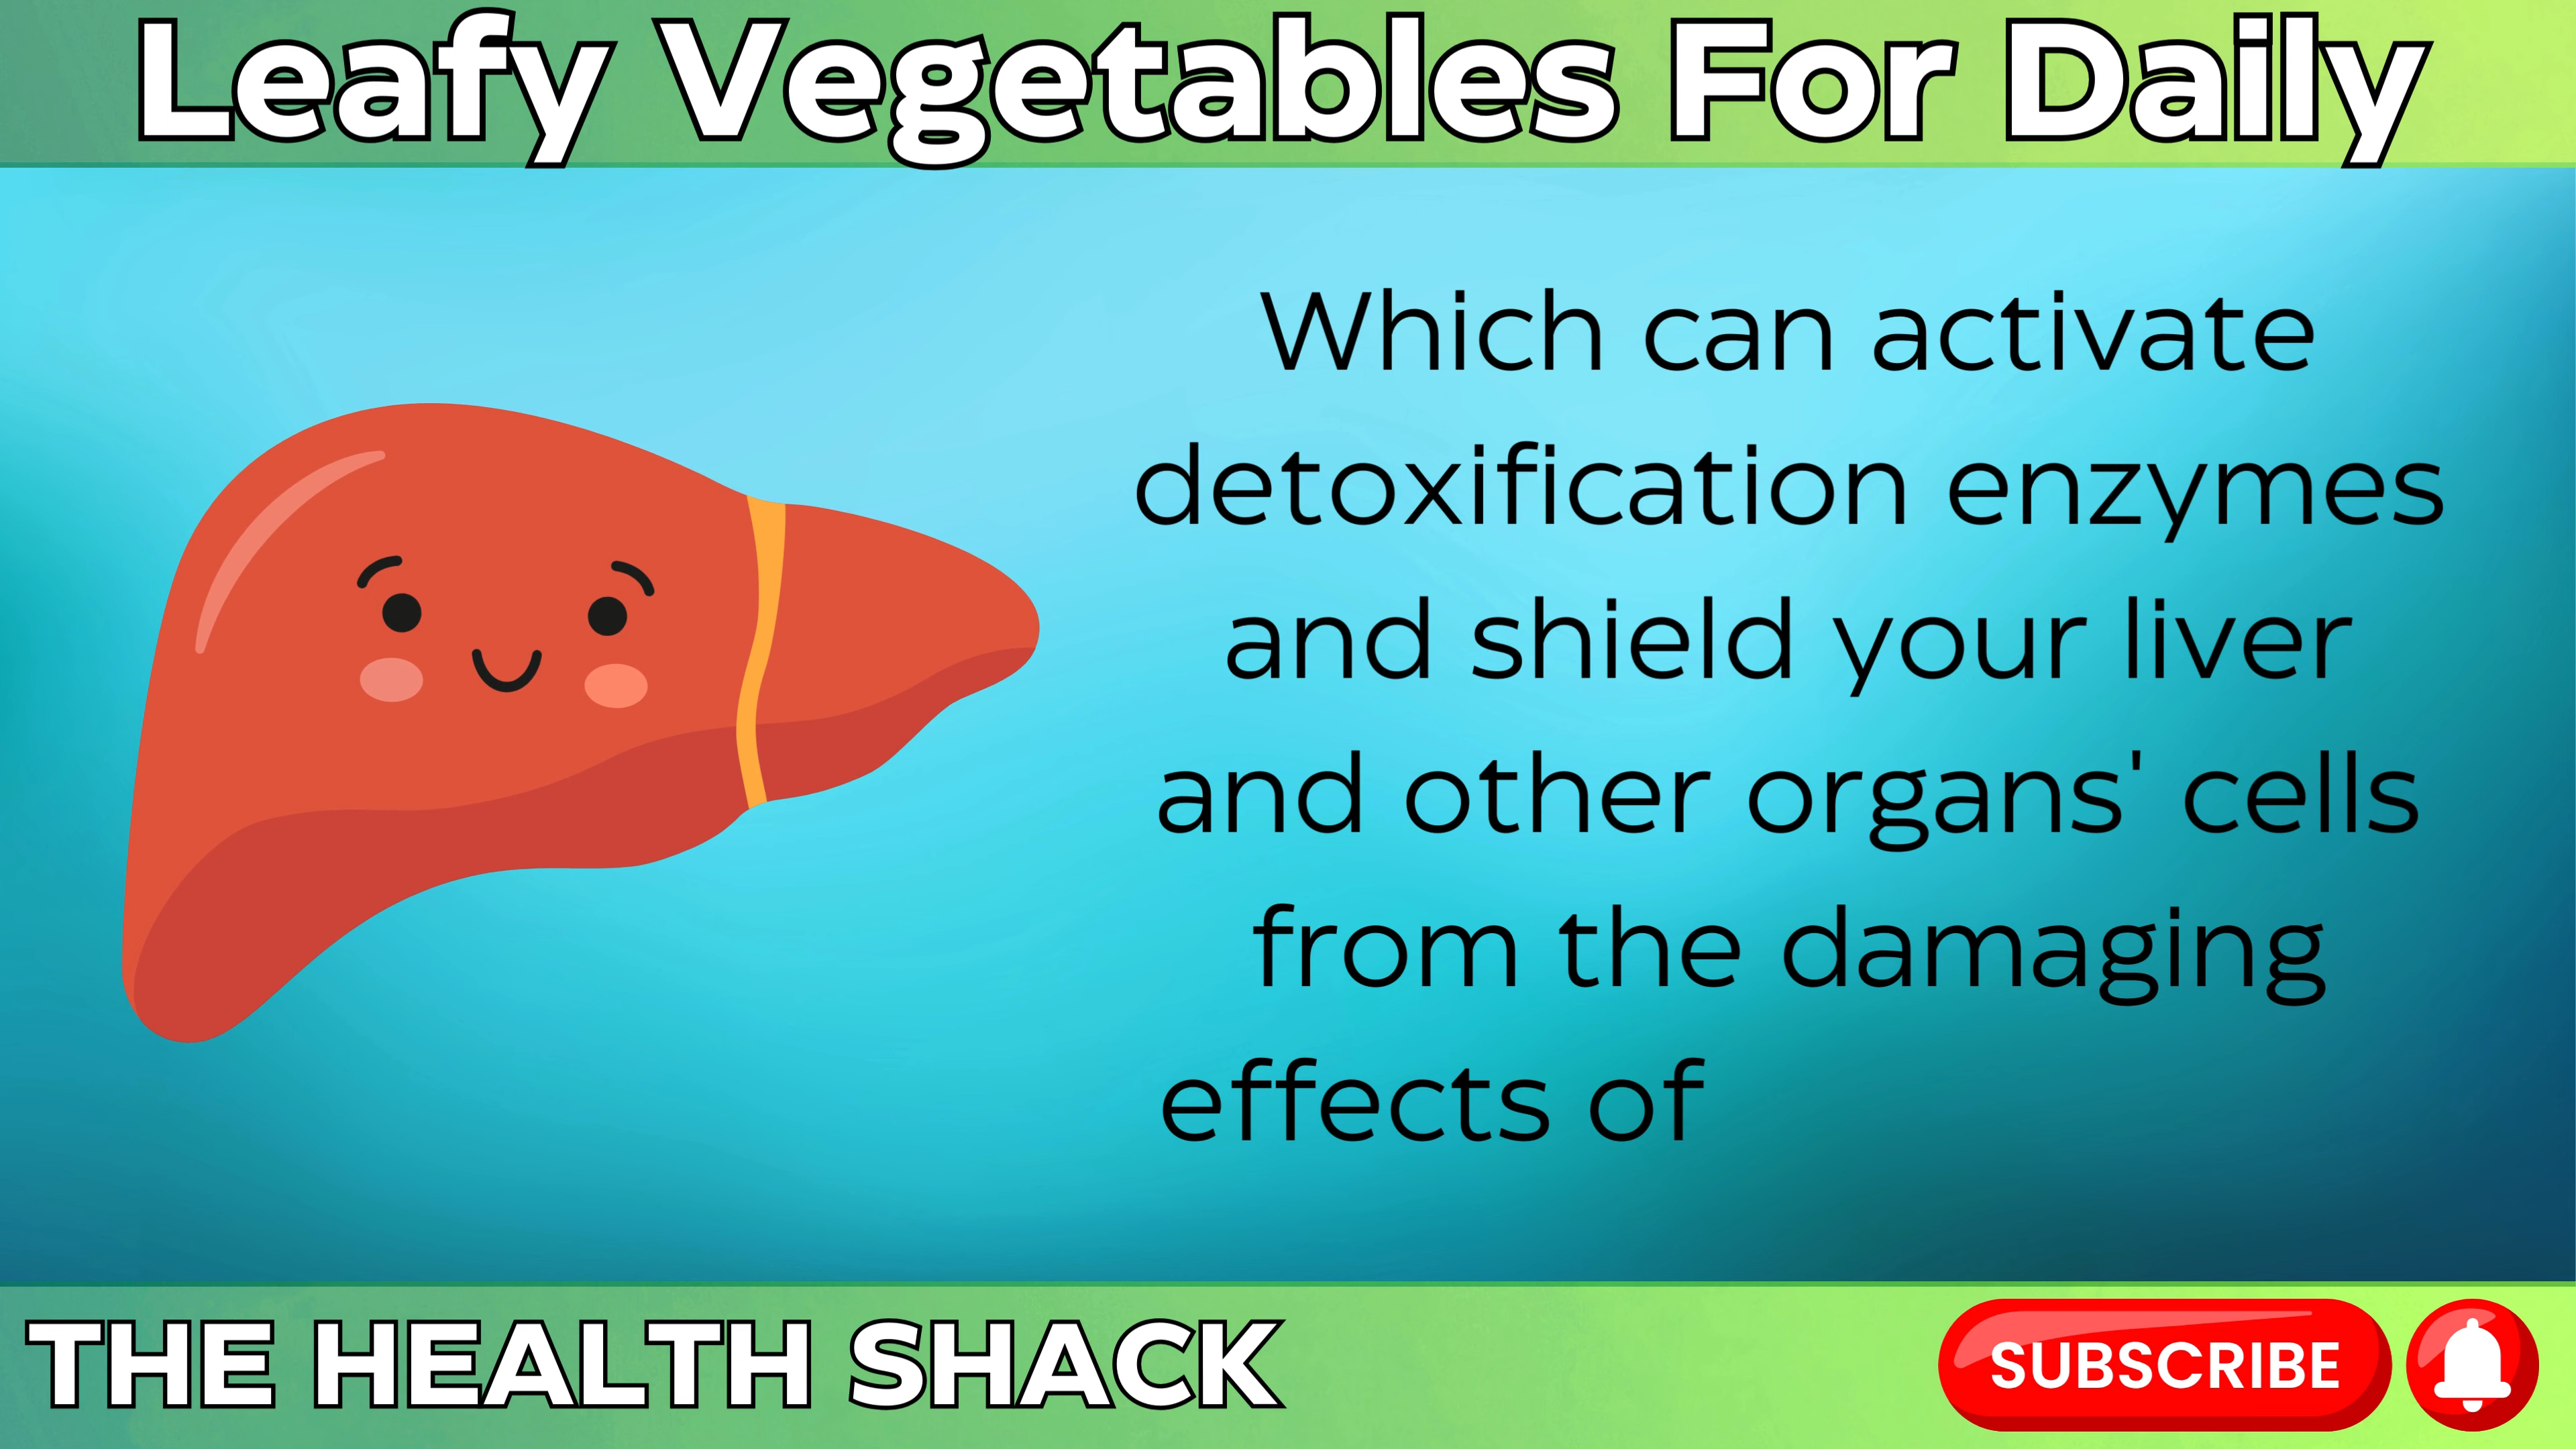 Leafy Vegetables For Daily
Which can activate
detoxification enzymes
and shield your liver
and other organs' cells
from the damaging
effects of
THE HEALTH SHACK
SUBSCRIBE